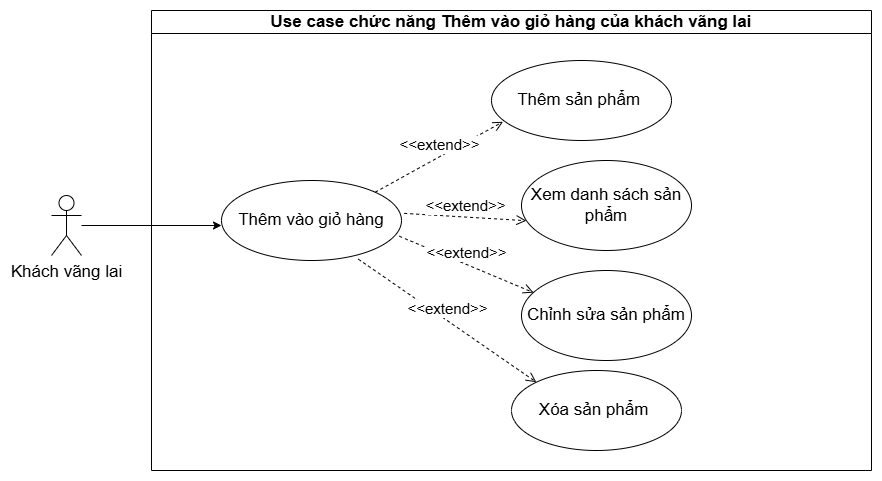 Use case chức năng Thêm vào giỏ hàng của khách vãng lai
Thêm sản phẩm
<<extend>>
Xem danh sách sản
phẩm
<<extend>>
Thêm vào giỏ hàng
<<extend>>
Khách vãng lai
<<extend>>
Chỉnh sửa sản phẩm
Xóa sản phẩm